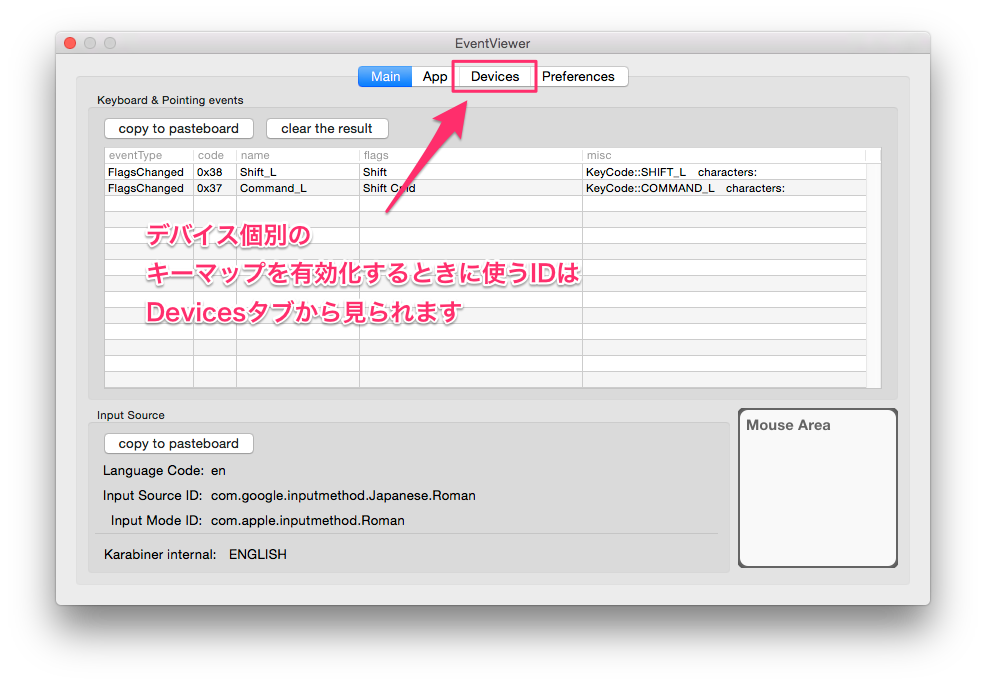 EventViewer
Main App Devices Preferences
Keyboard & Pointing events
copy to pasteboard clear the result
eventType code name flags misc
FlagsChanged 0x38 Shift_L Shift KeyCode::SHIFT_L characters:
FlagsChanged 0x37 Command_L Shift Cmd KeyCode::COMMAND_L characters:
デバイス個別の
キーマップを有効化するときに使うIDは
Devicesタブから見られます
Input Source
copy to pasteboard
Language Code: en
Input Source ID: com.google.inputmethod.Japanese.Roman
Input Mode ID: com.apple.inputmethod.Roman
Karabiner internal: ENGLISH
Mouse Area